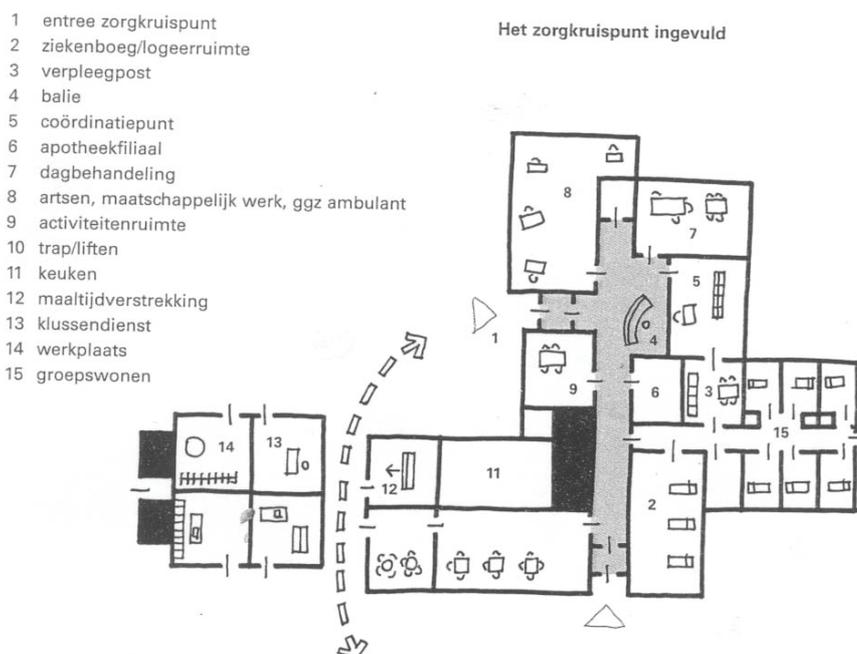 1 entree zorgkruispunt
2 ziekenboeg/logeerruimte
3 verpleegpost
4 balie
5 coördinatiepunt
6 apotheekfiliaal
7 dagbehandeling
8 artsen, maatschappelijk werk, ggz ambulant
9 activiteitenruimte
10 trap/liften
11 keuken
12 maaltijdverstrekking
13 klussendienst
14 werkplaats
15 groepswonen
Het zorgkruispunt ingevuld
8
7
5
1
4
9
6
3
15
14
13
12
11
2